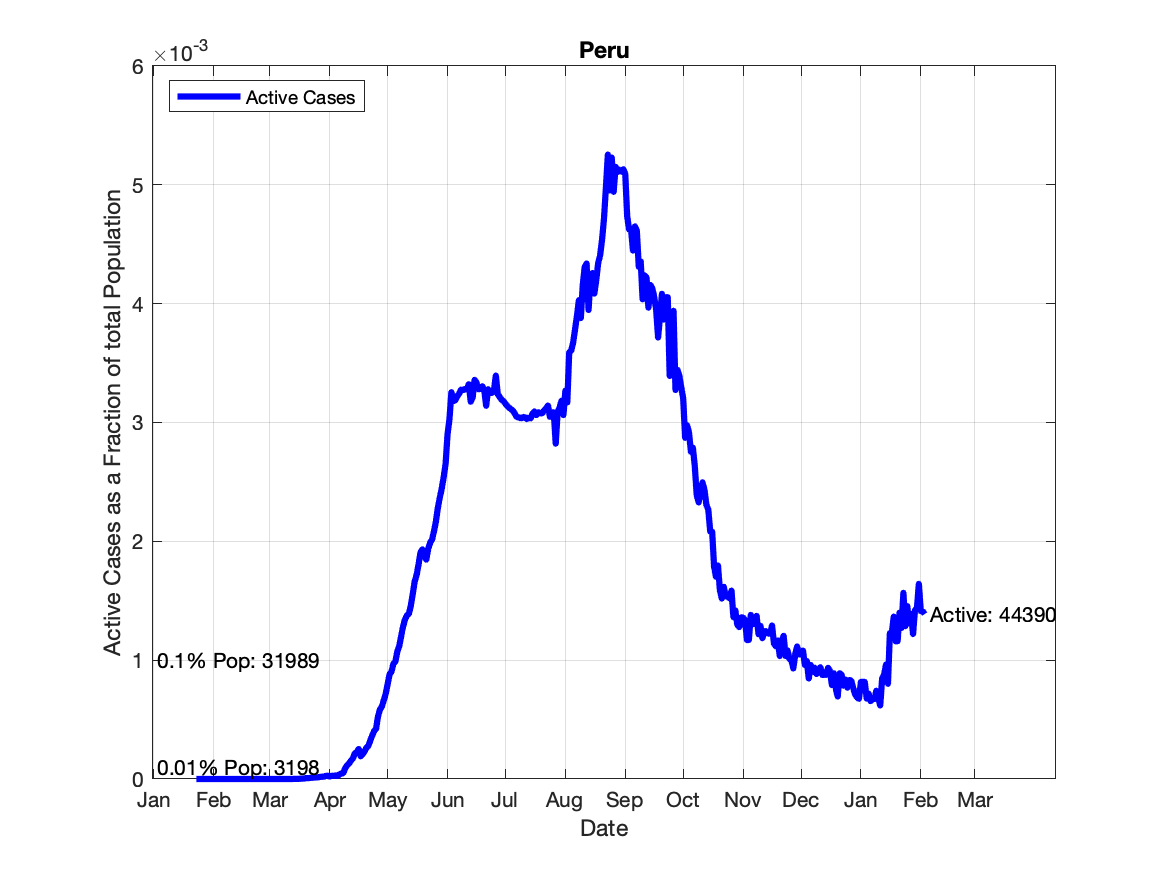 Peru
×10-3
Active Cases
6
5
4
3
2
1
0
Active Cases as a Fraction of total Population
Active: 44390
0.1% Pop: 31989
0.01% Pop: 3198
Jan Feb Mar Apr May Jun Jul Aug Sep Oct Nov Dec Jan Feb Mar
Date